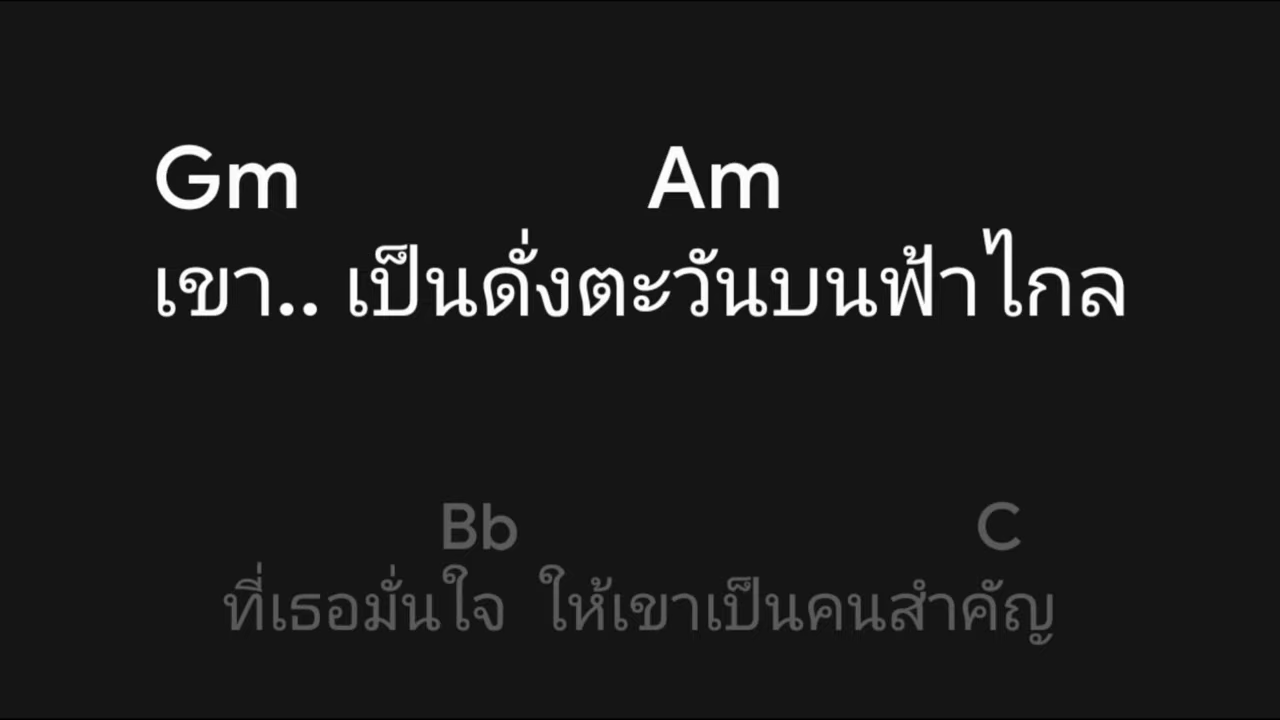 Gm Am
เขา.. เป็นดั่งตะวันบนฟ้าไกล
Bb C
ที่เธอมั่นใจ ให้เขาเป็นคนสำคัญ